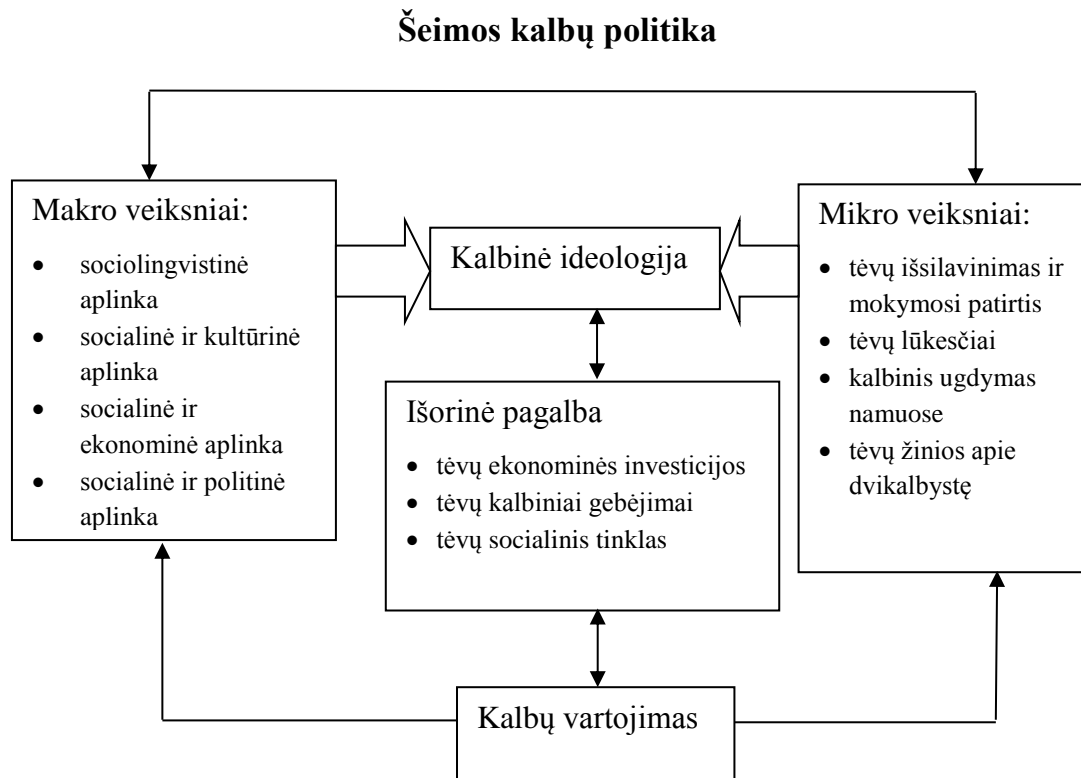 Šeimos kalbų politika
Makro veiksniai:
• sociolingvistinė
aplinka
• socialinė ir kultūrinė
aplinka
• socialinė ir
ekonominė aplinka
• socialinė ir politinė
aplinka
Kalbinė ideologija
Išorinė pagalba
• tėvų ekonominės investicijos
• tėvų kalbiniai gebėjimai
• tėvų socialinis tinklas
Mikro veiksniai:
• tėvų išsilavinimas ir
mokymosi patirtis
• tėvų lūkesčiai
• kalbinis ugdymas
namuose
• tėvų žinios apie
dvikalbystę
Kalbų vartojimas